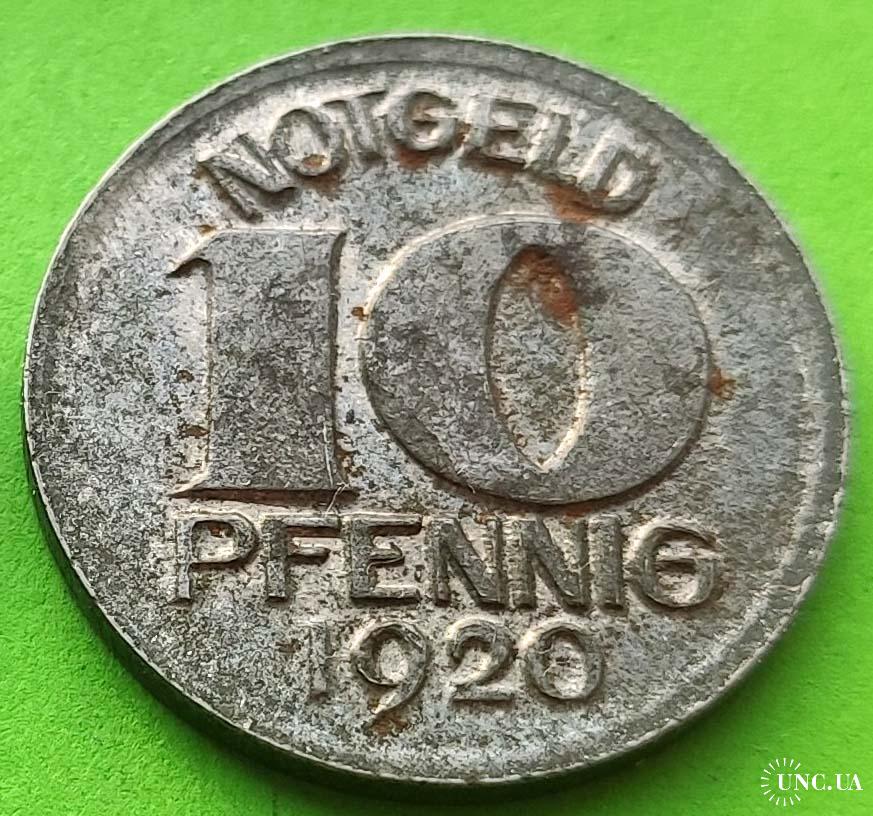 NOTGELD
10
PFENNIG
1920
UNC.UA